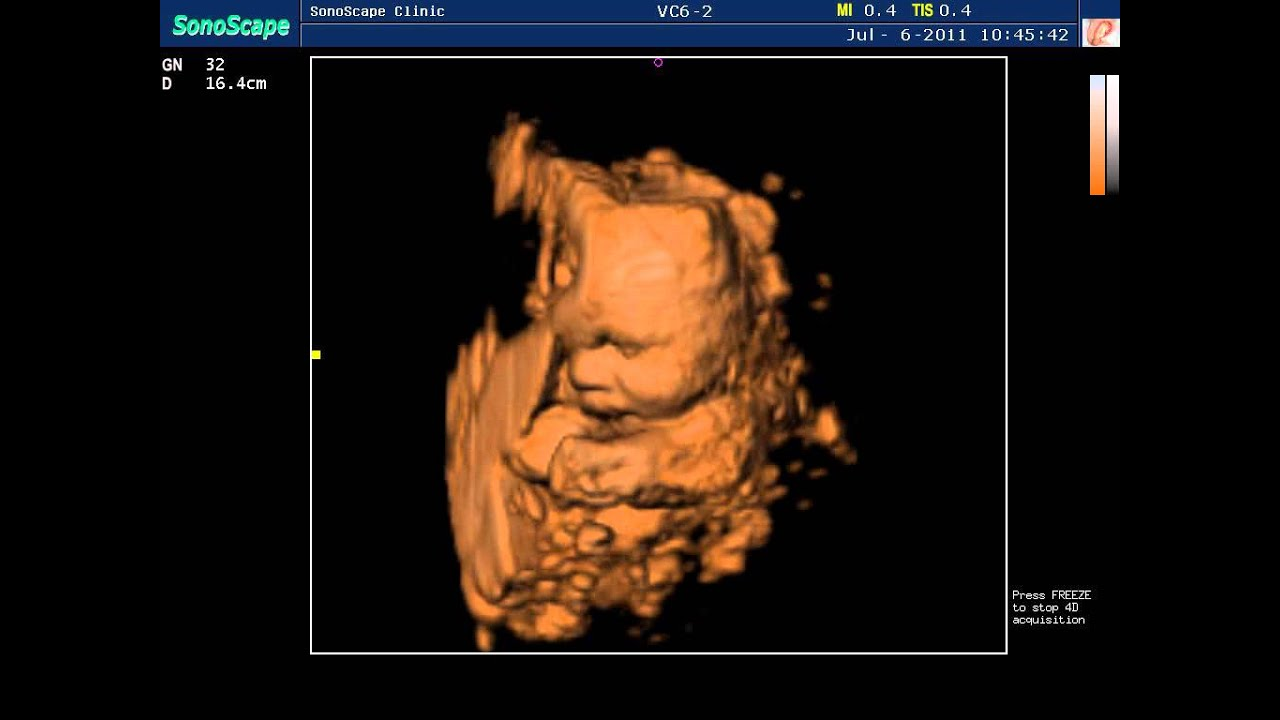 SonoScape
SonoScape Clinic VC6-2 MI 0.4 TIS 0.4
Jul - 6-2011 10:45:42
GN 32
D 16.4cm
Press FREEZE
to stop 4D
acquisition